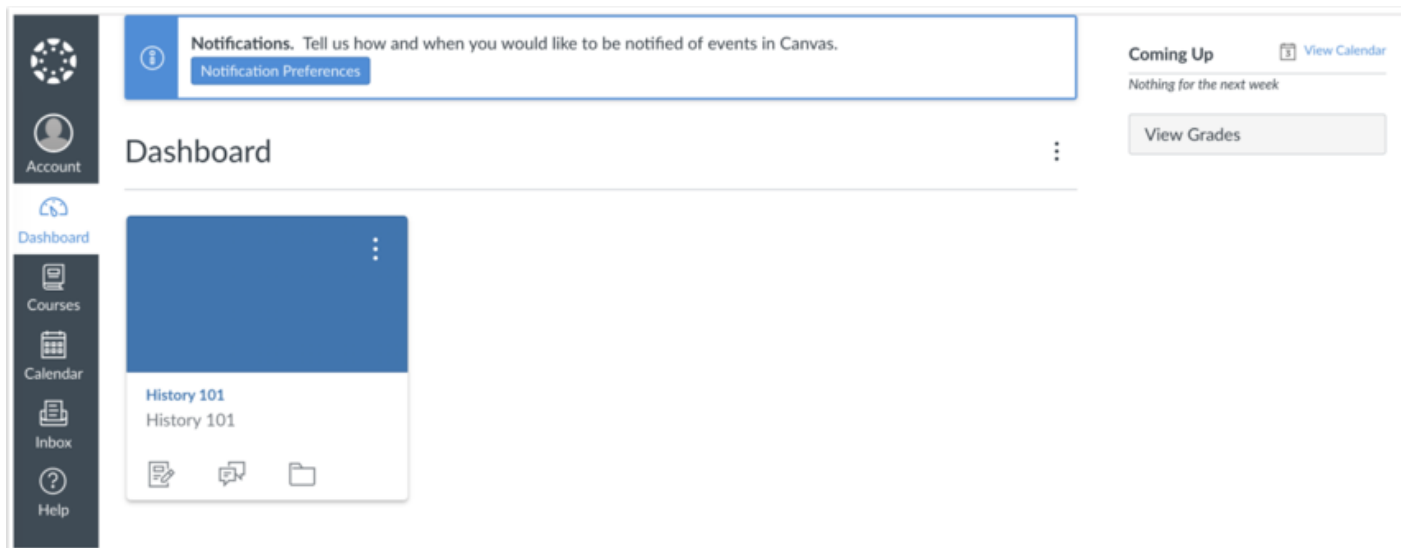 Notifications. Tell us how and when you would like to be notified of events in Canvas.
Notification Preferences
Account
Dashboard
Courses
Calendar
Inbox
Help
Dashboard
History 101
History 101
Coming Up
3
View Calendar
Nothing for the next week
View Grades